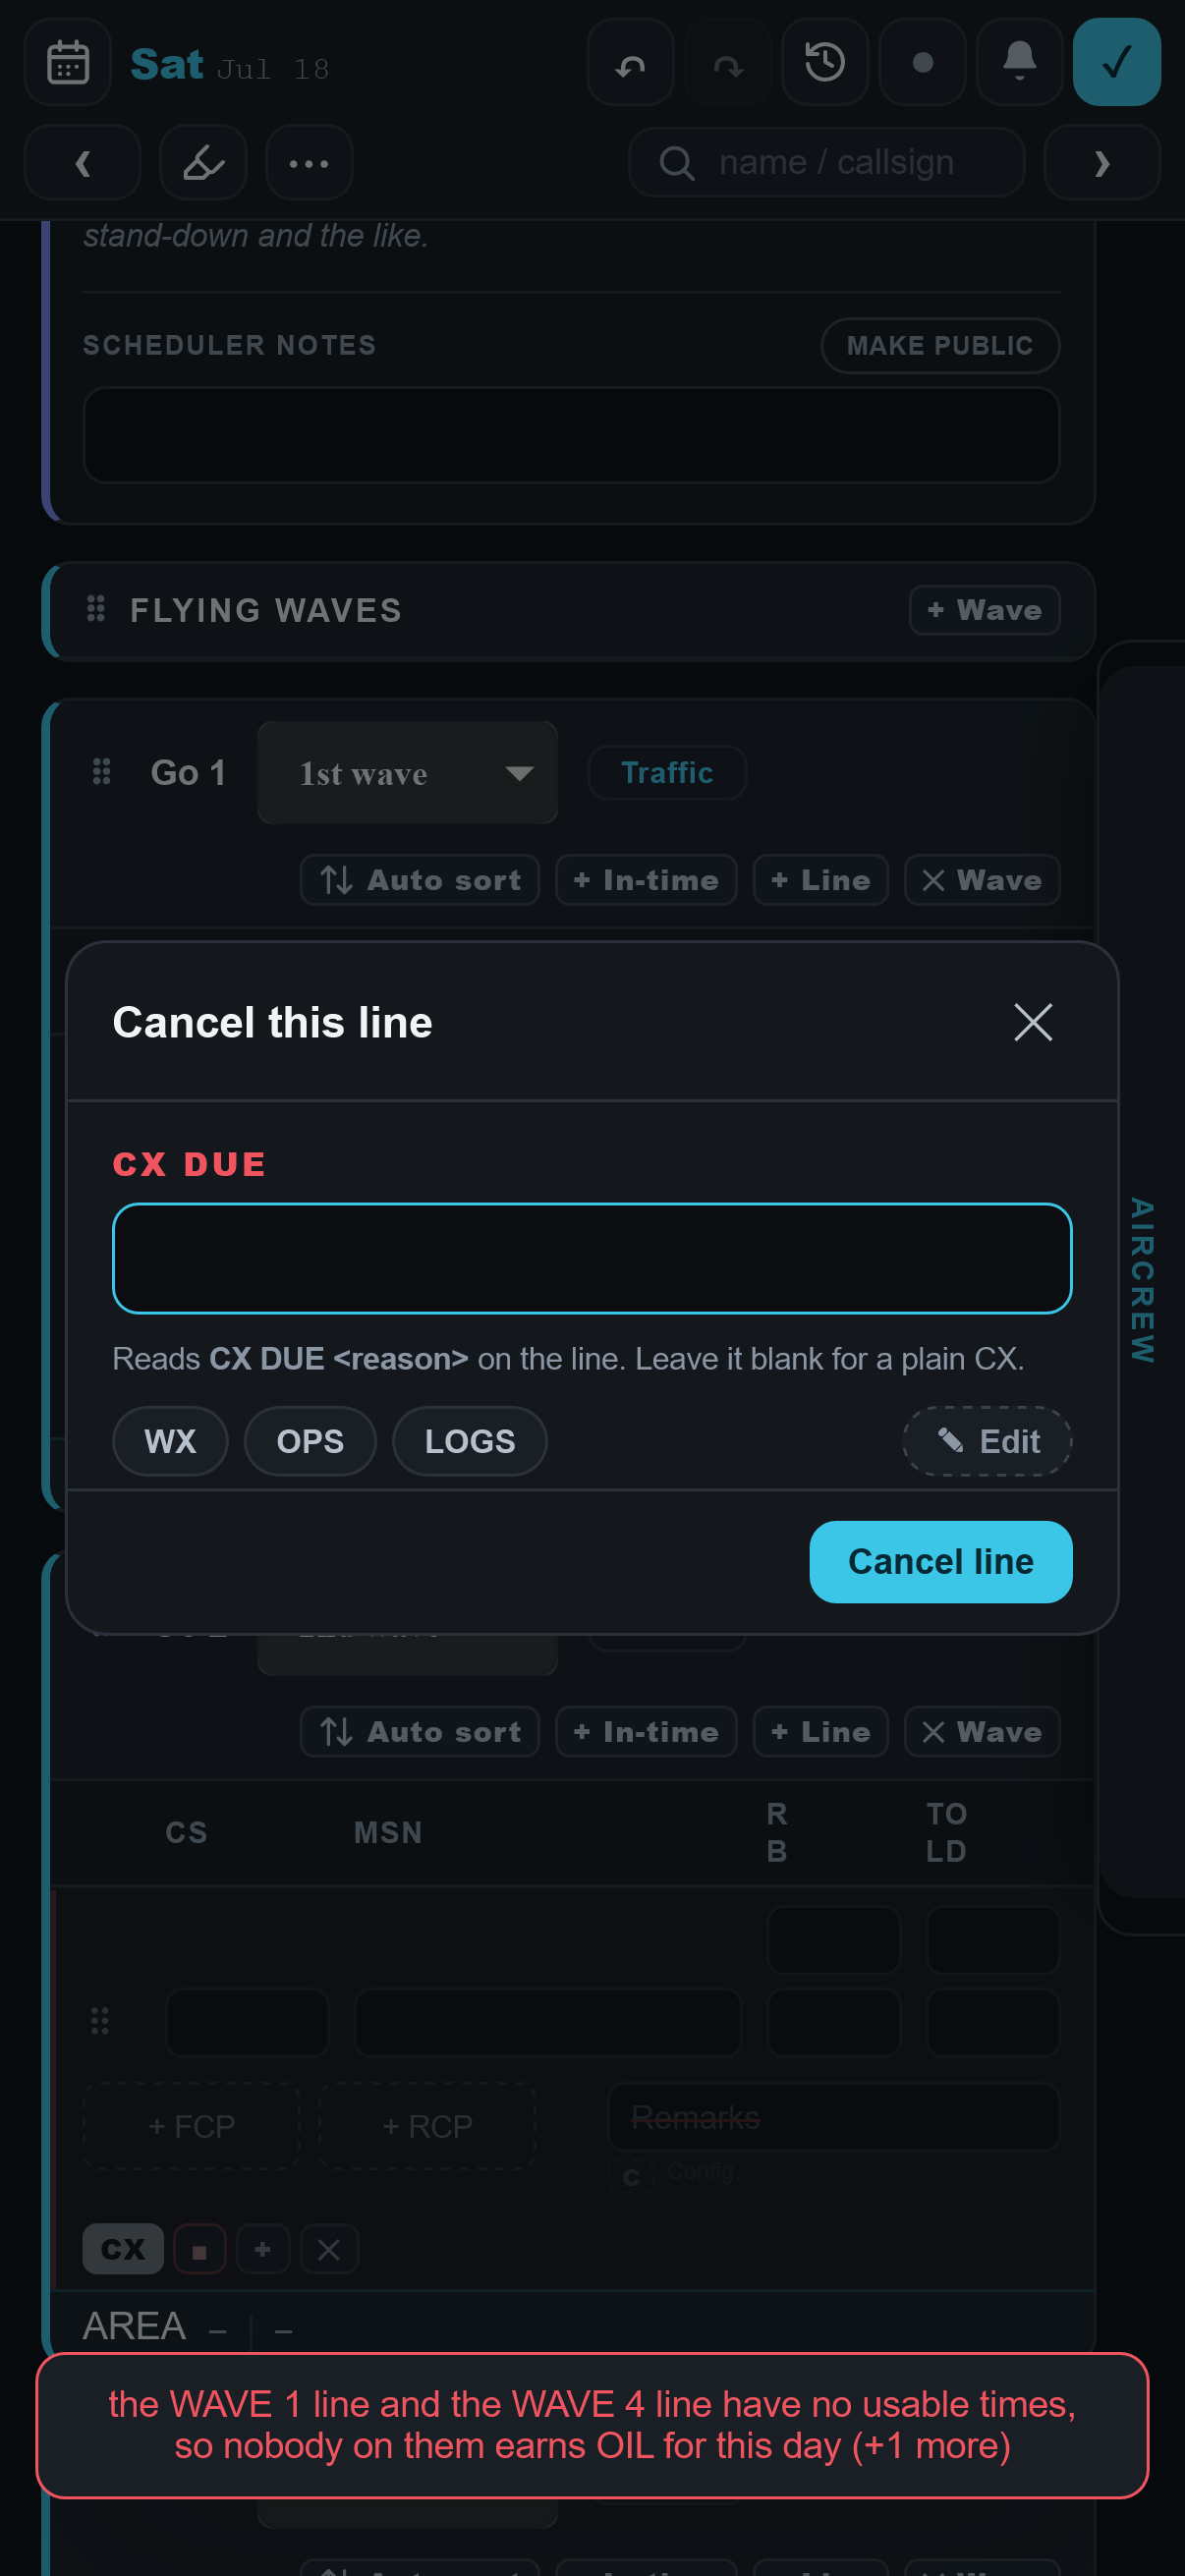 Sat Jul 18
name / callsign
stand-down and the like.
SCHEDULER NOTES
MAKE PUBLIC
FLYING WAVES
+ Wave
Go 1
1st wave
Traffic
Auto sort
+ In-time
+ Line
× Wave
Cancel this line
CX DUE
Reads CX DUE <reason> on the line. Leave it blank for a plain CX.
WX
OPS
LOGS
Edit
Cancel line
AIRCREW
Auto sort
+ In-time
+ Line
× Wave
CS
MSN
R
B
TO
LD
+ FCP
+ RCP
Remarks
C
Config...
CX
+
×
AREA – –
the WAVE 1 line and the WAVE 4 line have no usable times,
so nobody on them earns OIL for this day (+1 more)